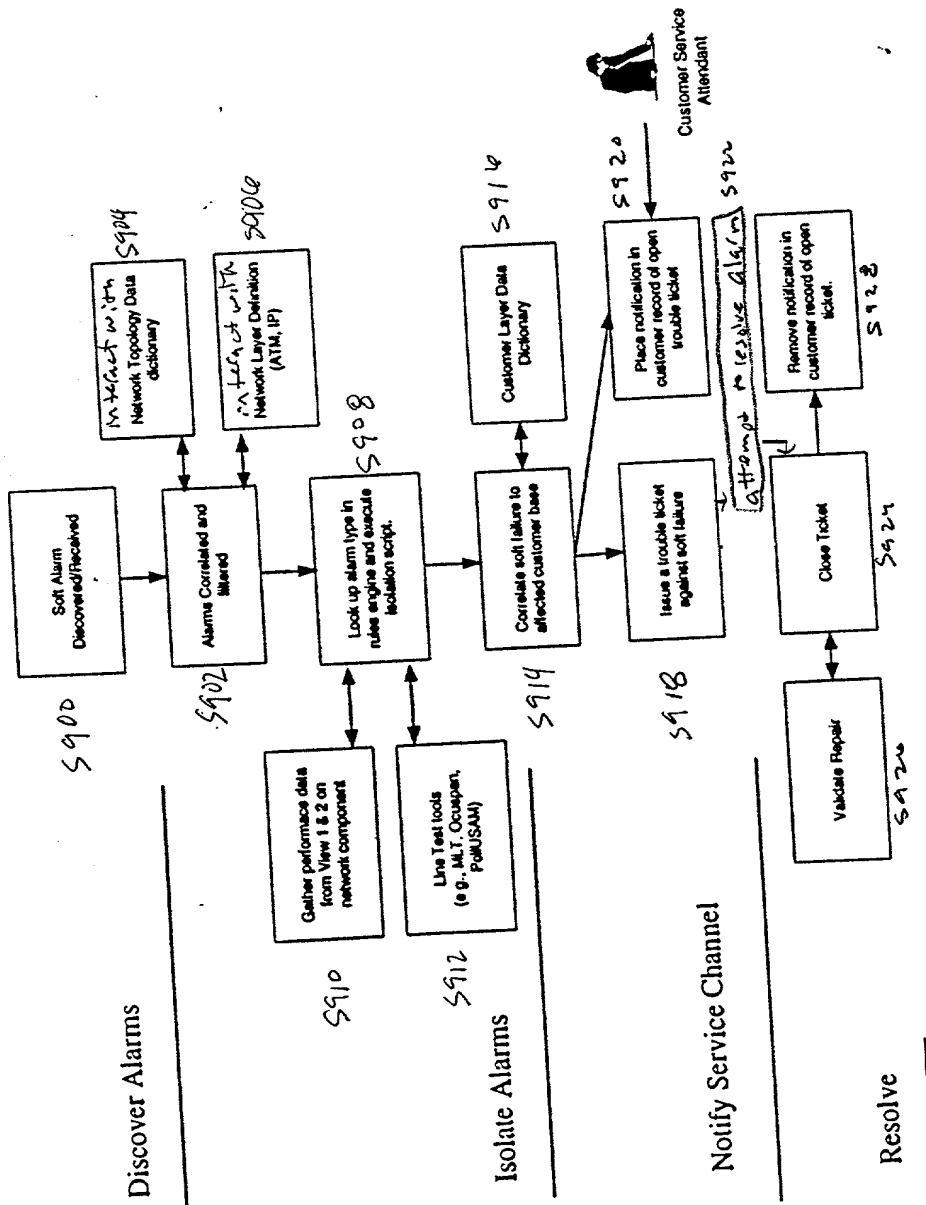 Discover Alarms
S900
Soft Alarm
Discovered/Received
S902
Alarms Correlated and
filtered
Interact with
Network Topology Data
dictionary
S904
interact with
Network Layer Definition
(ATM, IP)
S906
Isolate Alarms
S908
Look up alarm type in
rules engine and execute
isolation script.
S910
Gather performace data
from View 1 & 2 on
network component
S912
Line Test tools
(e.g., MLT, Ocuspan,
PollUSAM)
Notify Service Channel
S914
Correlate soft failure to
affected customer base
Customer Layer Data
Dictionary
S916
S918
Issue a trouble ticket
against soft failure
Place notification in
customer record of open
trouble ticket
S920
Customer Service
Attendant
attempt to resolve alarm
S922
Resolve
Validate Repair
S926
Close Ticket
S924
Remove notification in
customer record of open
ticket.
S928